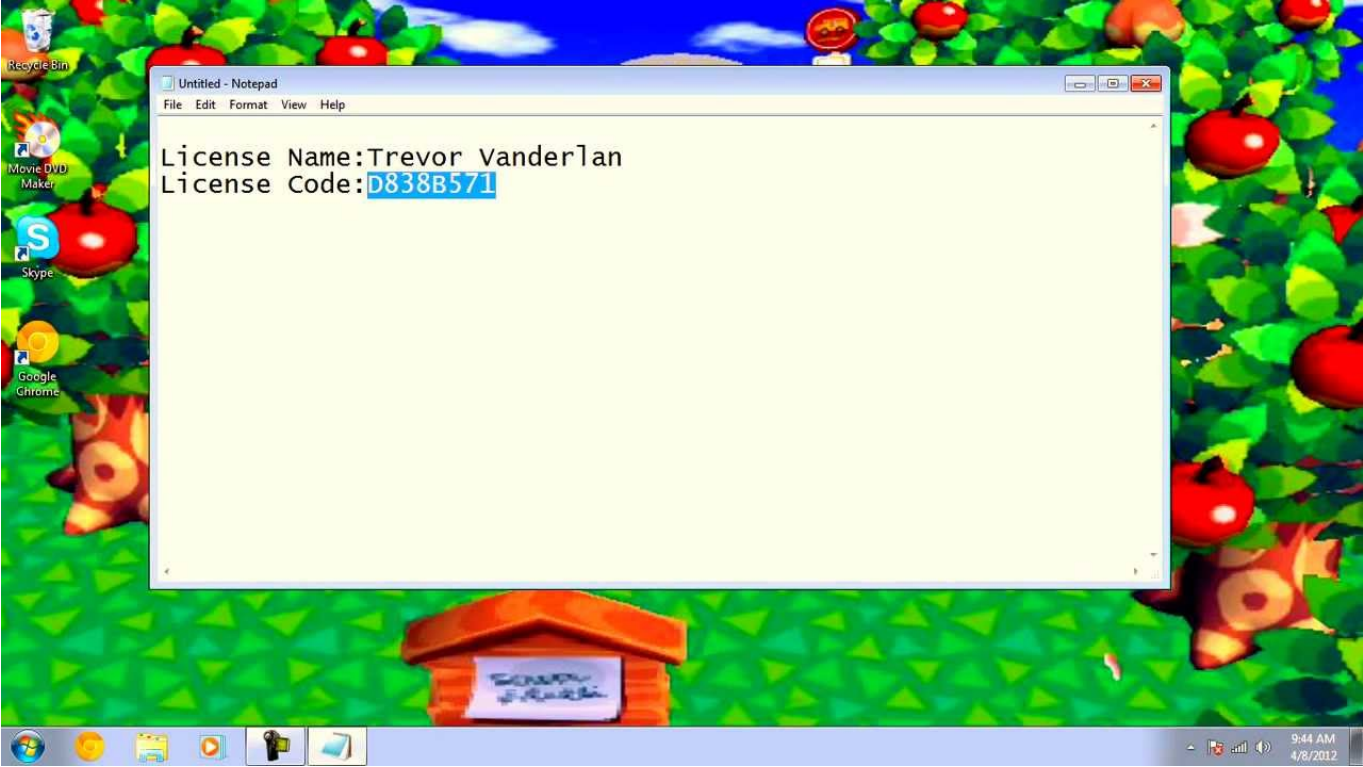 Recycle Bin
Untitled - Notepad
File Edit Format View Help
License Name:Trevor Vanderlan
License Code:D838B571
Movie DVD
Maker
Skype
Google
Chrome
9:44 AM
4/8/2012